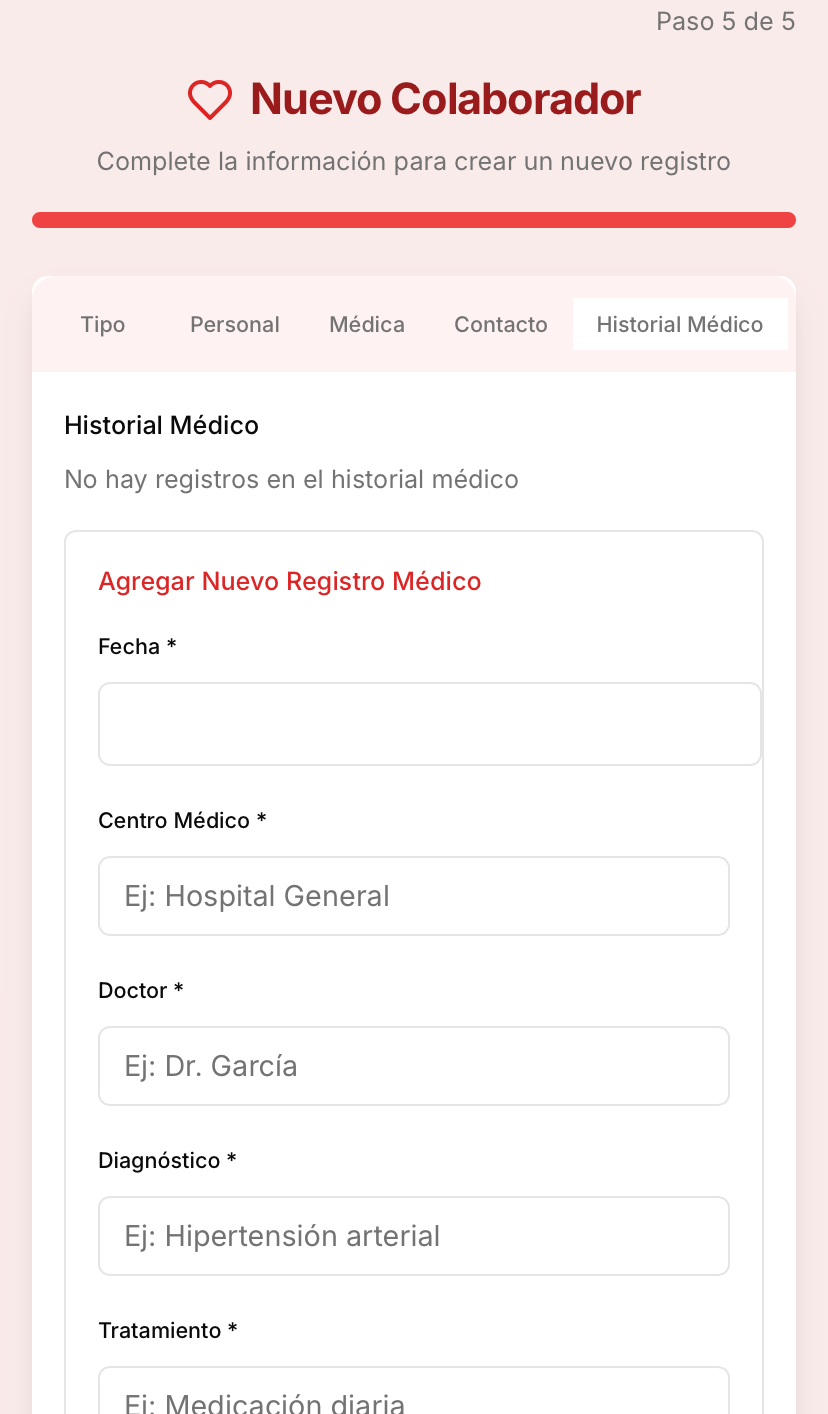 Paso 5 de 5
Nuevo Colaborador
Complete la información para crear un nuevo registro
Tipo Personal Médica Contacto Historial Médico
Historial Médico
No hay registros en el historial médico
Agregar Nuevo Registro Médico
Fecha *
Centro Médico *
Ej: Hospital General
Doctor *
Ej: Dr. García
Diagnóstico *
Ej: Hipertensión arterial
Tratamiento *
Ej: Medicación diaria